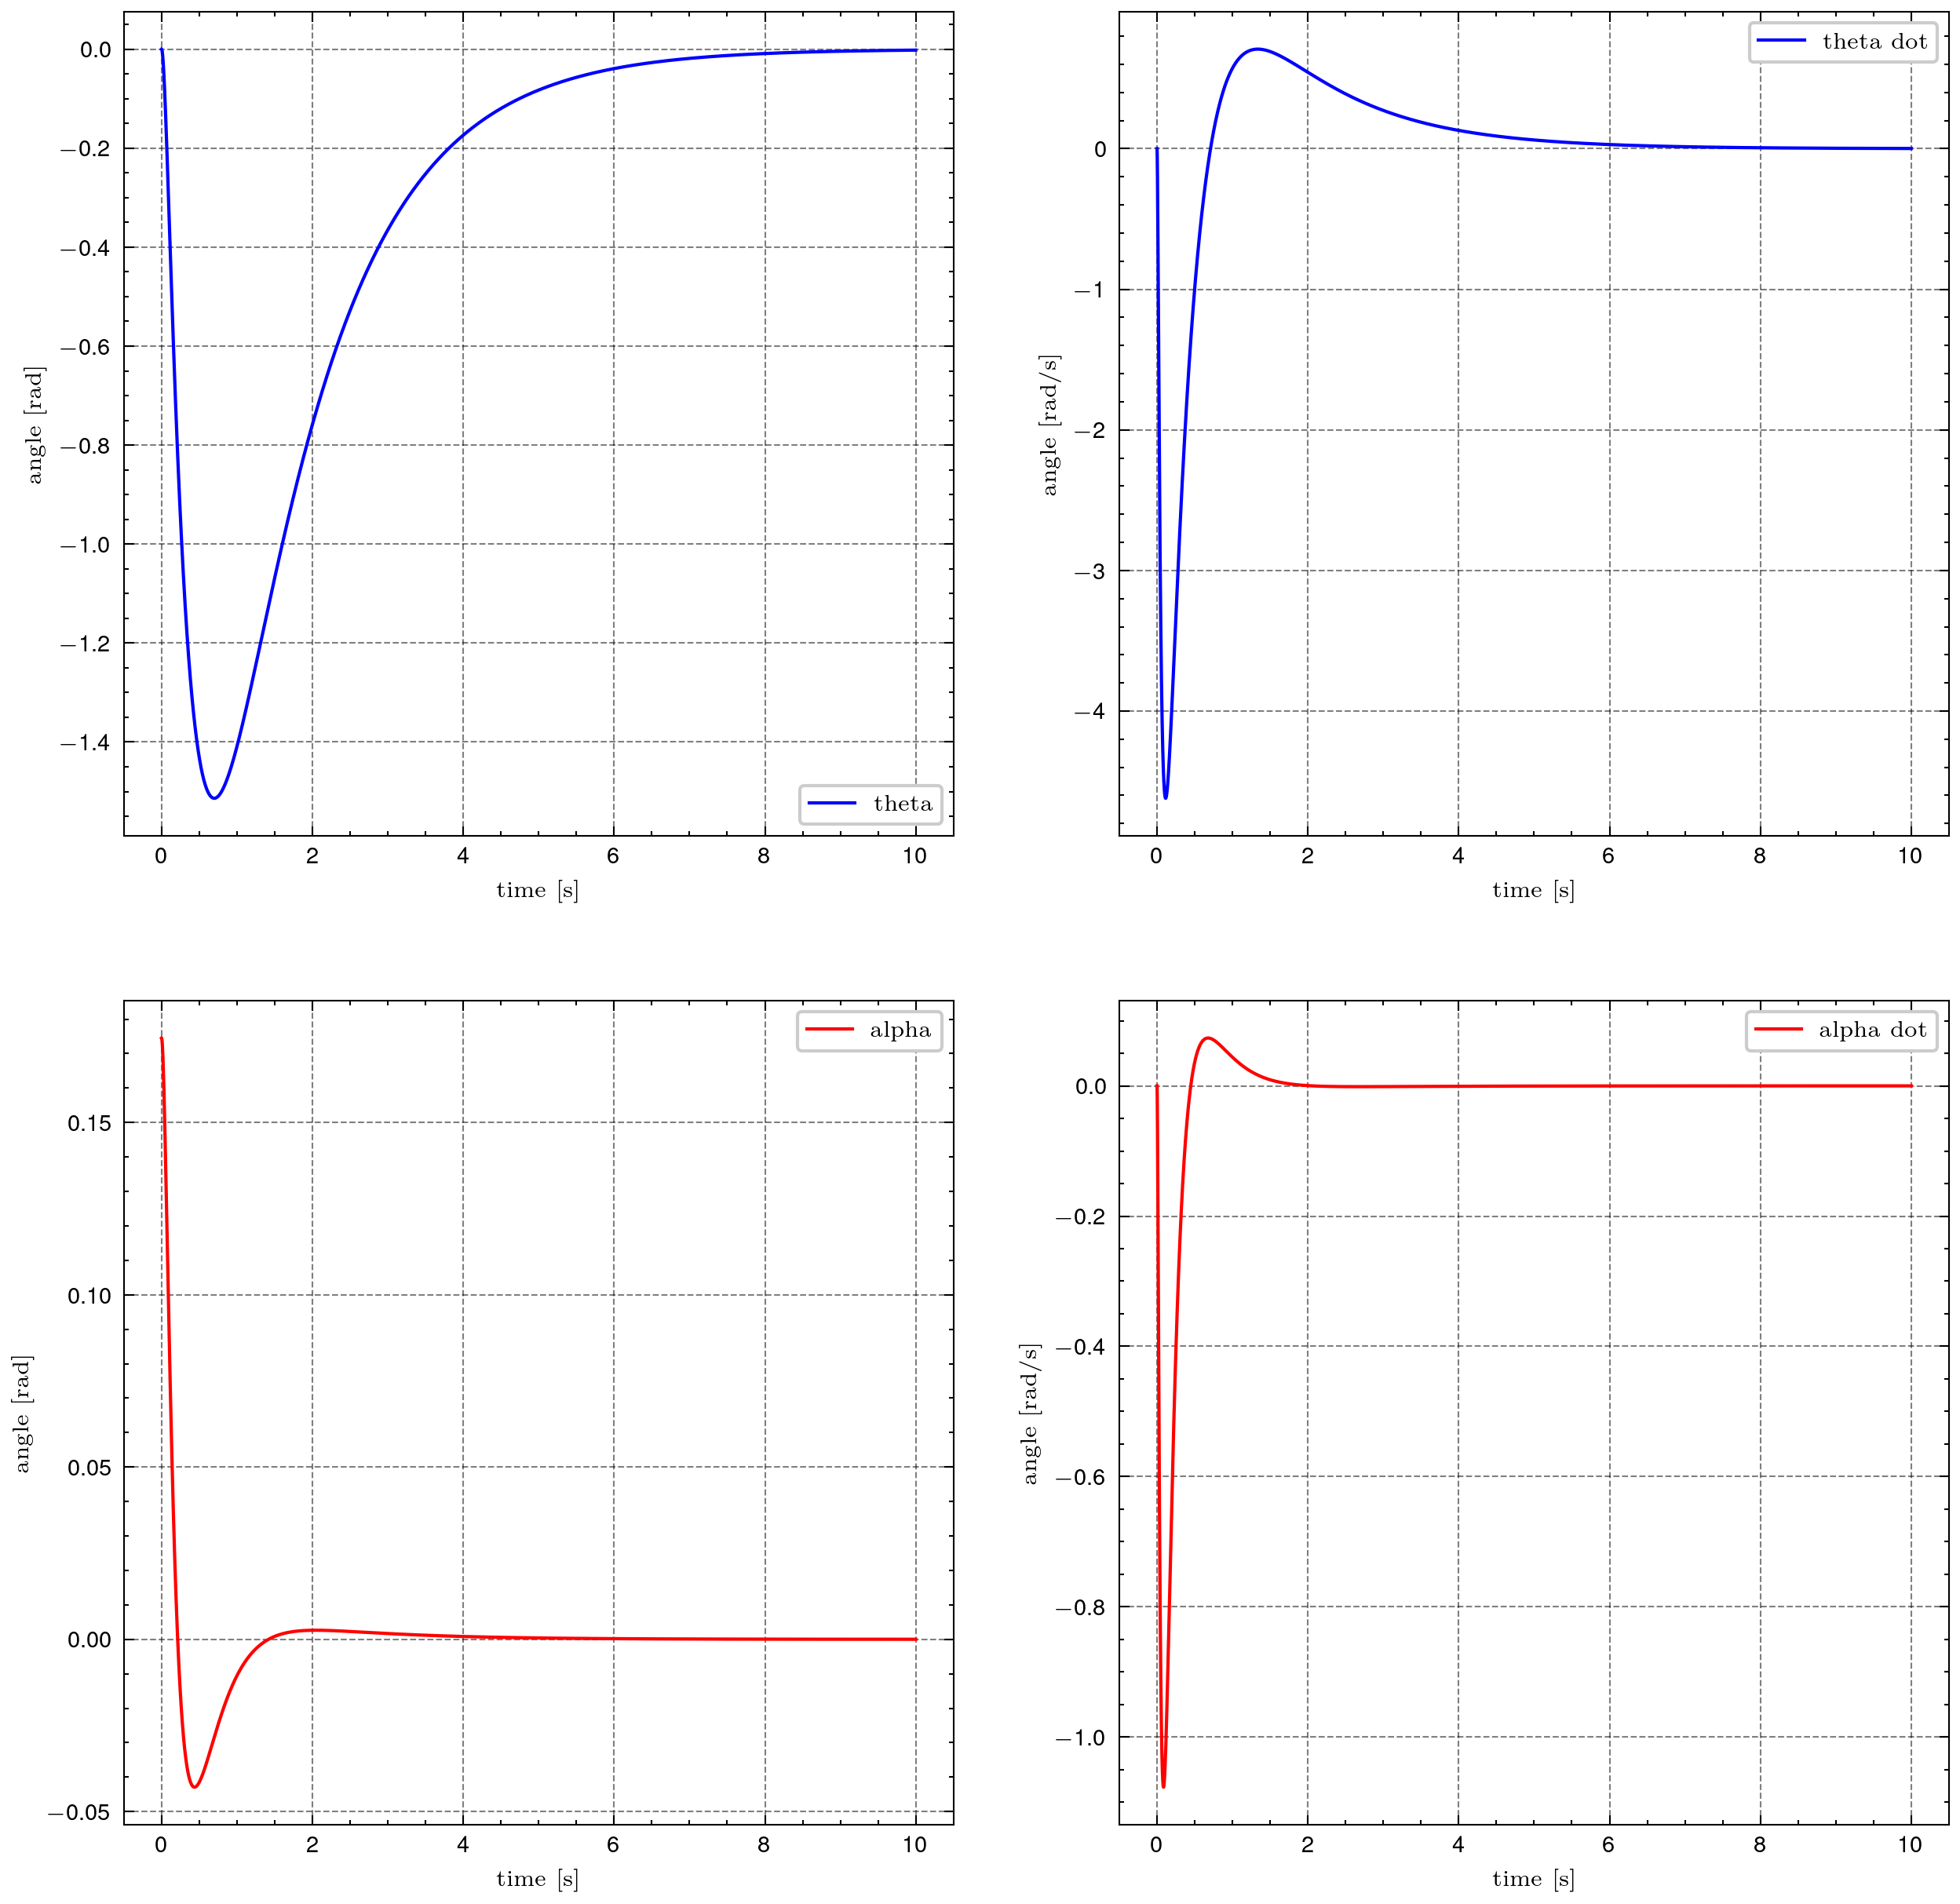 0.0
−0.2
−0.4
−0.6
−0.8
−1.0
−1.2
−1.4
angle [rad]
theta
0 2 4 6 8 10
time [s]
theta dot
0
−1
−2
−3
−4
angle [rad/s]
0 2 4 6 8 10
time [s]
alpha
0.15
0.10
0.05
0.00
−0.05
angle [rad]
0 2 4 6 8 10
time [s]
alpha dot
0.0
−0.2
−0.4
−0.6
−0.8
−1.0
angle [rad/s]
0 2 4 6 8 10
time [s]